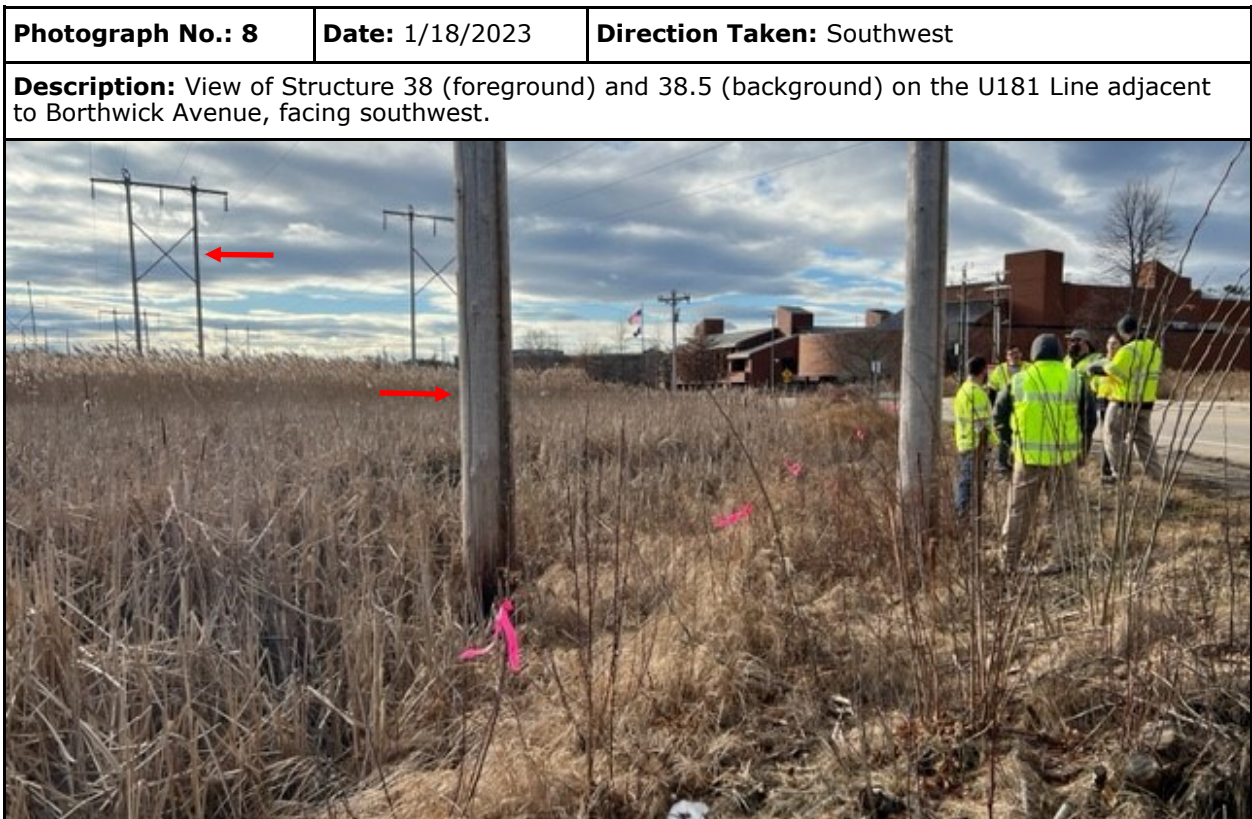 Photograph No.: 8
Date: 1/18/2023
Direction Taken: Southwest
Description: View of Structure 38 (foreground) and 38.5 (background) on the U181 Line adjacent
to Borthwick Avenue, facing southwest.